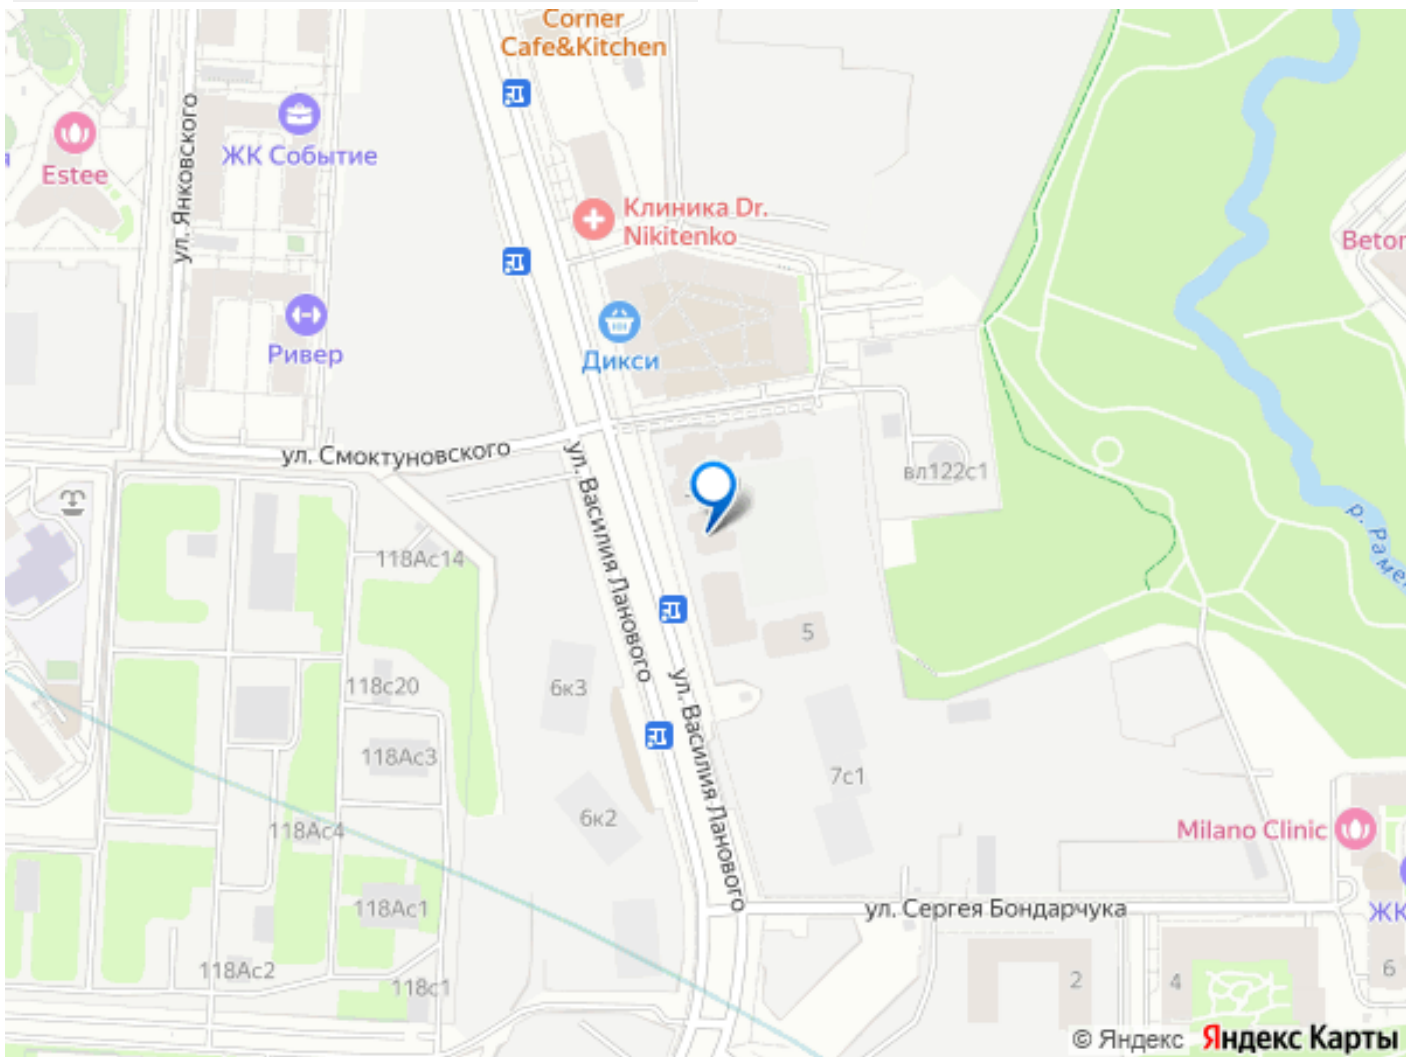 Corner
Cafe&Kitchen
ул. Янковского
ЖК Событие
Estee
Клиника Dr.
Nikitenko
Beton
Ривер
Дикси
ул. Смоктуновского
вл122с1
р. Раме
ул. Василия Ланового
118Ас14
5
118с20
6к3
ул. Василия Ланового
118Ас3
7с1
6к2
118Ас4
Milano Clinic
118Ас1
ул. Сергея Бондарчука
ЖК
118Ас2
118с1
2
4
6
© Яндекс Яндекс Карты